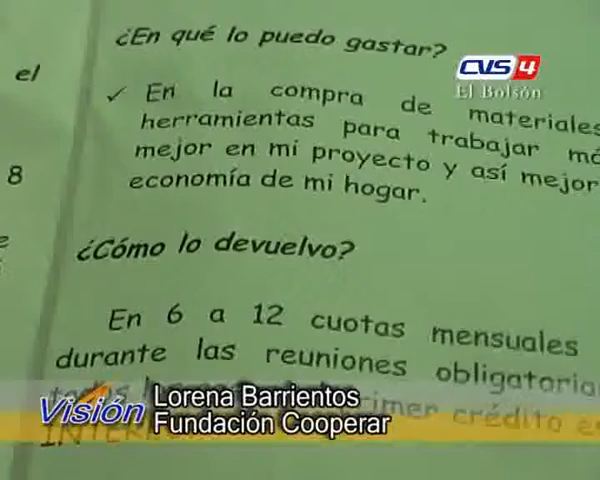 ¿En qué lo puedo gastar?
CVS 4
El Bolsón
el
✓ En la compra de materiales
herramientas para trabajar
mejor en mi proyecto y así mejor
8
economía de mi hogar.
¿Cómo lo devuelvo?
En 6 a 12 cuotas mensuales
durante las reuniones
rimer crédito
Visión
Lorena Barrientos
Fundación Cooperar